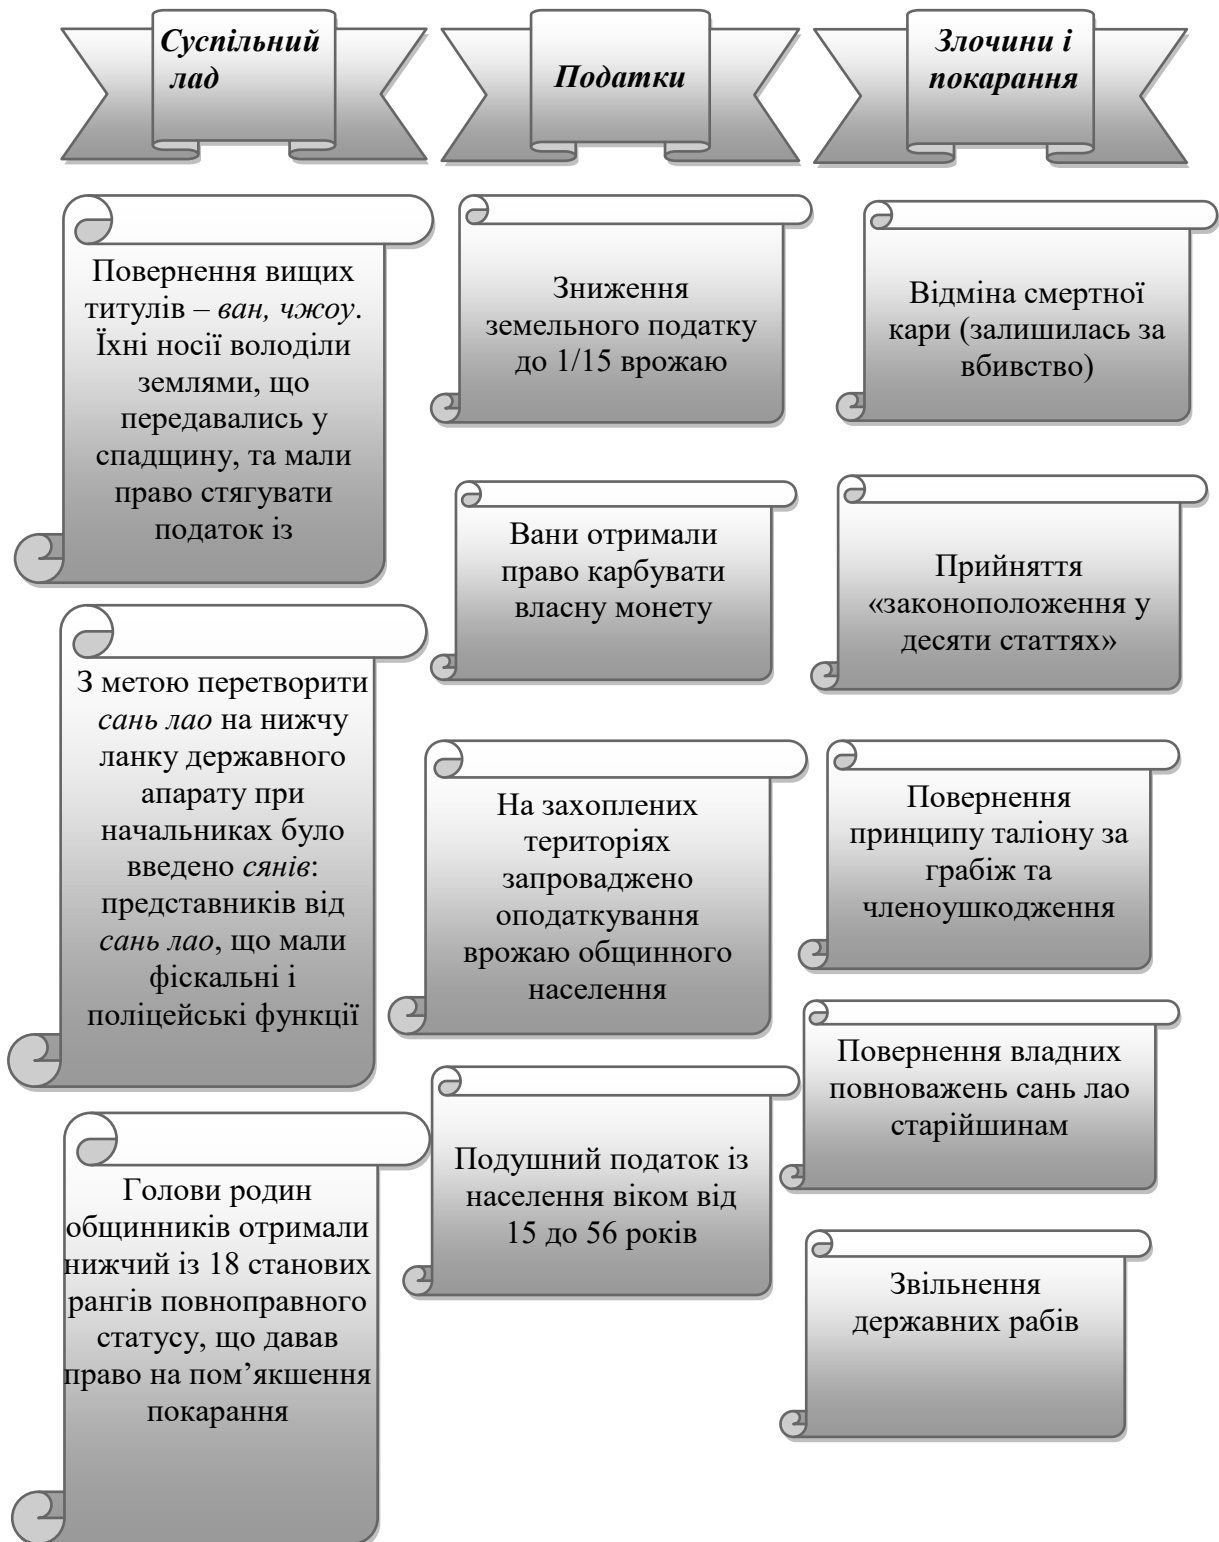 Суспільний
лад
Повернення вищих
титулів – ван, чжоу.
Їхні носії володіли
землями, що
передавались у
спадщину, та мали
право стягувати
податок із
З метою перетворити
сань лао на нижчу
ланку державного
апарату при
начальниках було
введено сянів:
представників від
сань лао, що мали
фіскальні і
поліцейські функції
Голови родин
общинників отримали
нижчий із 18 станових
рангів повноправного
статусу, що давав
право на пом’якшення
покарання
Податки
Зниження
земельного податку
до 1/15 врожаю
Вани отримали
право карбувати
власну монету
На захоплених
територіях
запроваджено
оподаткування
врожаю общинного
населення
Подушний податок із
населення віком від
15 до 56 років
Злочини і
покарання
Відміна смертної
кари (залишилась за
вбивство)
Прийняття
«законоположення у
десяти статтях»
Повернення
принципу таліону за
грабіж та
членоушкодження
Повернення владних
повноважень сань лао
старійшинам
Звільнення
державних рабів